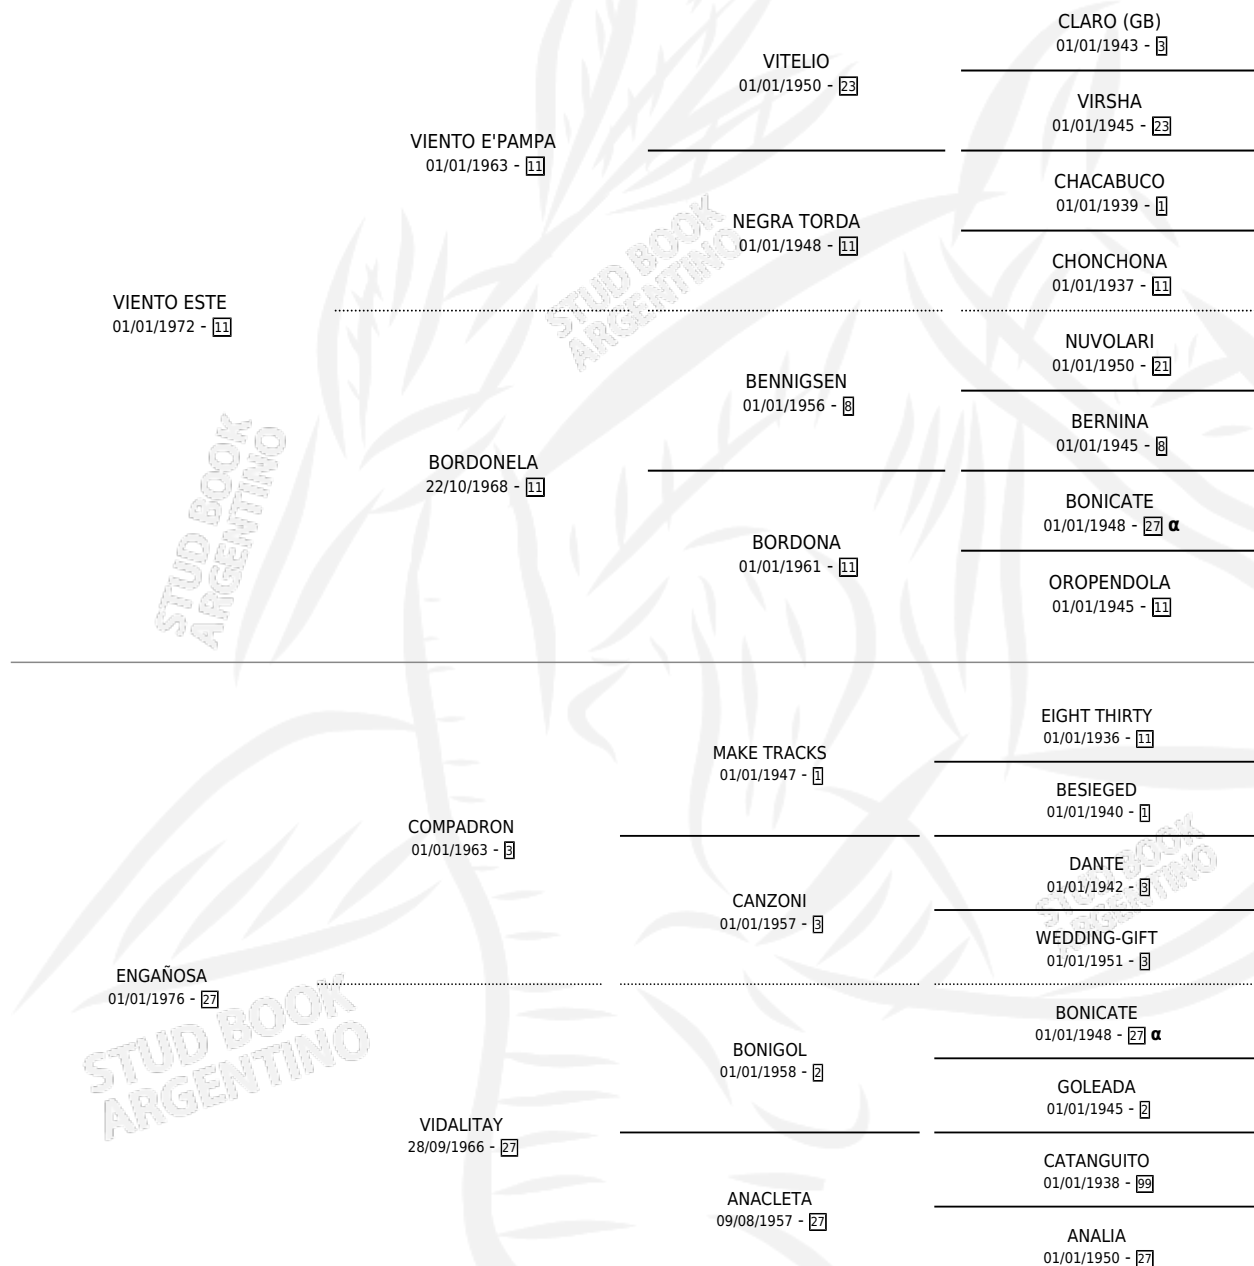 CLARO (GB)
01/01/1943 - 3
VITELIO
01/01/1950 - 23
VIRSHA
01/01/1945 - 23
VIENTO E'PAMPA
01/01/1963 - 11
CHACABUCO
01/01/1939 - 1
NEGRA TORDA
01/01/1948 - 11
CHONCHONA
01/01/1937 - 11
VIENTO ESTE
01/01/1972 - 11
NUVOLARI
01/01/1950 - 21
BENNIGSEN
01/01/1956 - 8
BERNINA
01/01/1945 - 8
BORDONELA
22/10/1968 - 11
BONICATE
01/01/1948 - 27 α
BORDONA
01/01/1961 - 11
OROPENDOLA
01/01/1945 - 11
EIGHT THIRTY
01/01/1936 - 11
MAKE TRACKS
01/01/1947 - 1
BESIEGED
01/01/1940 - 1
COMPADRON
01/01/1963 - 3
DANTE
01/01/1942 - 3
CANZONI
01/01/1957 - 3
WEDDING-GIFT
01/01/1951 - 3
ENGAÑOSA
01/01/1976 - 27
BONICATE
01/01/1948 - 27 α
BONIGOL
01/01/1958 - 2
GOLEADA
01/01/1945 - 2
VIDALITAY
28/09/1966 - 27
CATANGUITO
01/01/1938 - 99
ANACLETA
09/08/1957 - 27
ANALIA
01/01/1950 - 27
STUD BOOK
ARGENTINO
STUD BOOK
ARGENTINO
STUD BOOK
ARGENTINO
STUD BOOK
ARGENTINO